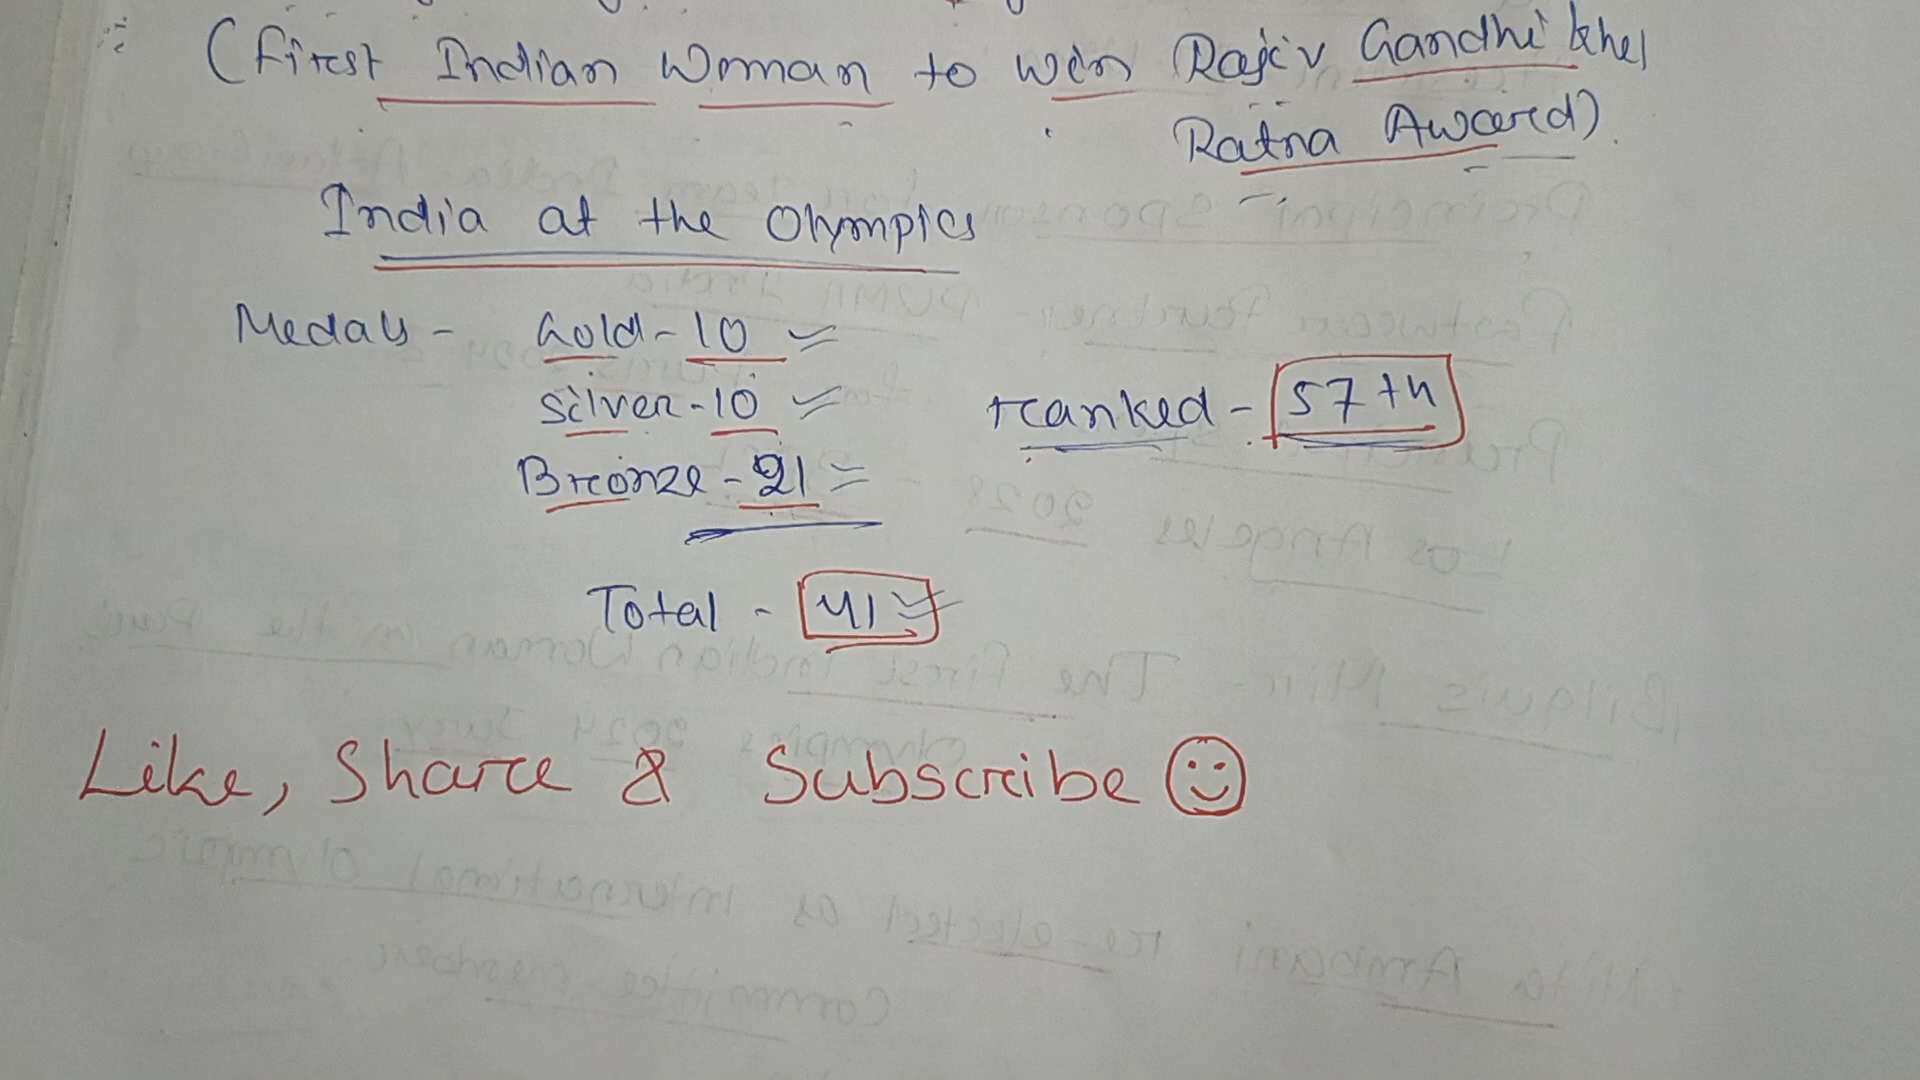 (First Indian Woman to win Rajiv Gandhi Khel
Ratna Award).
India at the Olympics
Medals - Gold - 10
Silver - 10
ranked - 57th
Bronze - 21
Total - 41
Like, Share & Subscribe